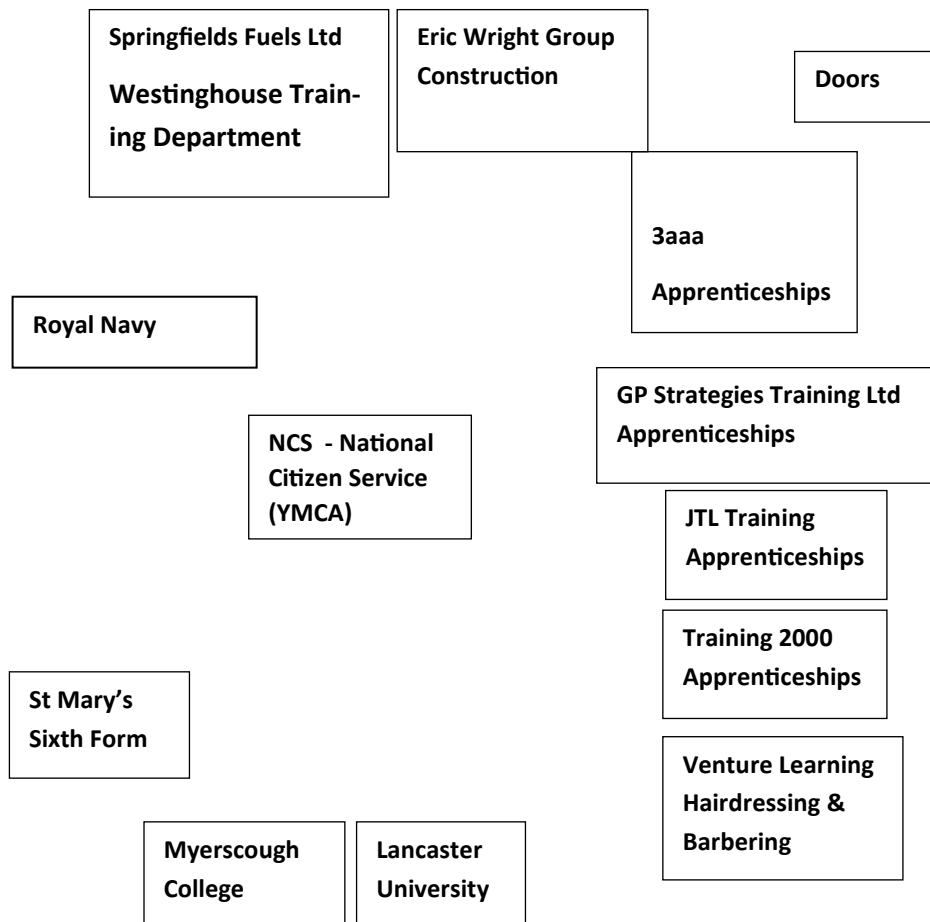 Springfields Fuels Ltd
Westinghouse Train-
ing Department
Eric Wright Group
Construction
Doors
3aaa
Apprenticeships
Royal Navy
GP Strategies Training Ltd
Apprenticeships
NCS - National
Citizen Service
(YMCA)
JTL Training
Apprenticeships
Training 2000
Apprenticeships
St Mary’s
Sixth Form
Venture Learning
Hairdressing &
Barbering
Myerscough
College
Lancaster
University